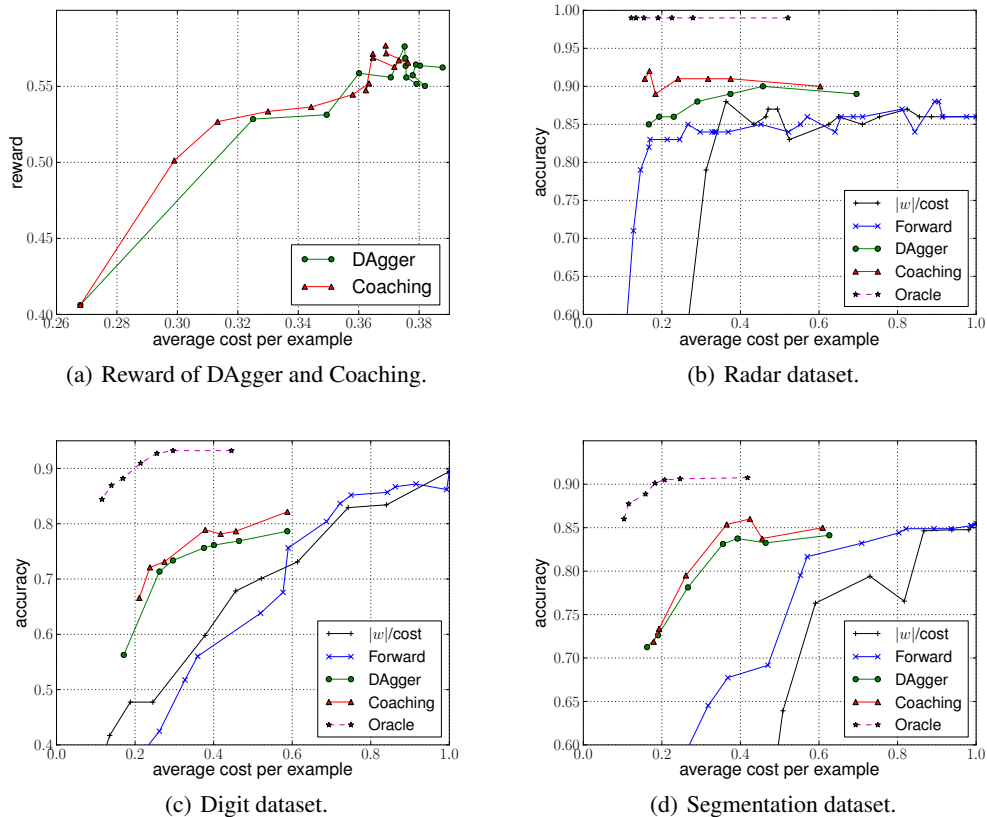 0.55
0.50
0.45
0.40
reward
0.26 0.28 0.30 0.32 0.34 0.36 0.38
average cost per example
DAgger
Coaching
(a) Reward of DAgger and Coaching.
1.00
0.95
0.90
0.85
0.80
0.75
0.70
0.65
0.60
accuracy
0.0 0.2 0.4 0.6 0.8 1.0
average cost per example
|w|/cost
Forward
DAgger
Coaching
Oracle
(b) Radar dataset.
0.9
0.8
0.7
0.6
0.5
0.4
accuracy
0.0 0.2 0.4 0.6 0.8 1.0
average cost per example
|w|/cost
Forward
DAgger
Coaching
Oracle
(c) Digit dataset.
0.90
0.85
0.80
0.75
0.70
0.65
0.60
accuracy
0.0 0.2 0.4 0.6 0.8 1.0
average cost per example
|w|/cost
Forward
DAgger
Coaching
Oracle
(d) Segmentation dataset.